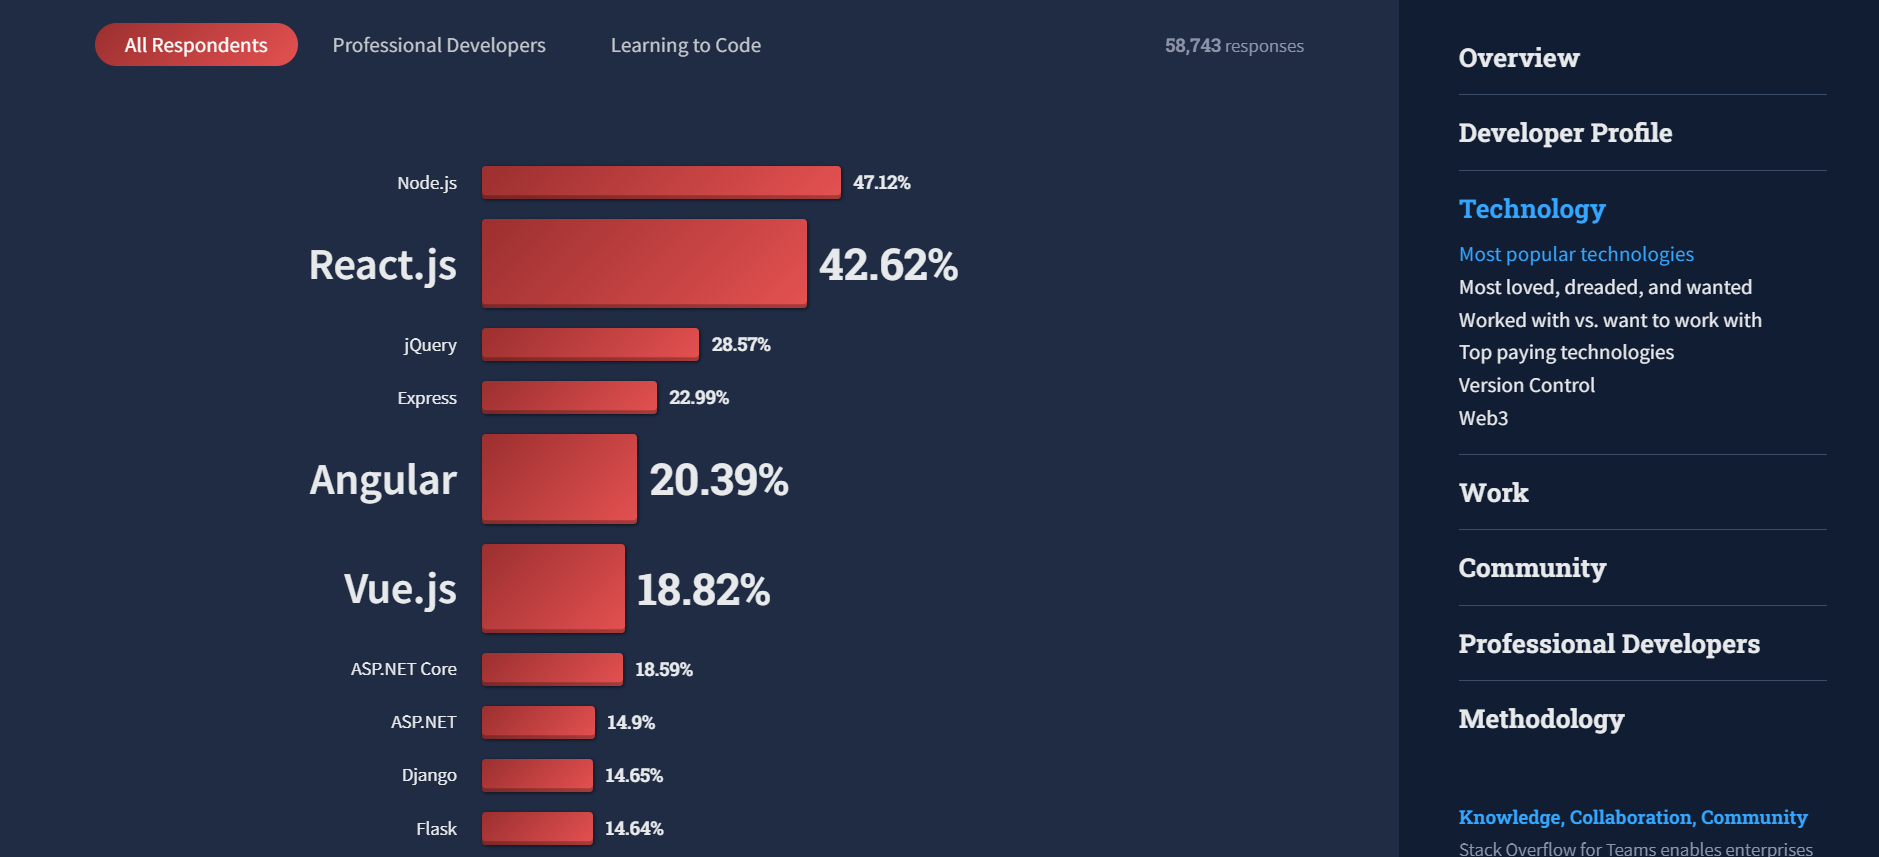 All Respondents
Professional Developers
Learning to Code
58,743 responses
Node.js
47.12%
React.js
42.62%
jQuery
28.57%
Express
22.99%
Angular
20.39%
Vue.js
18.82%
ASP.NET Core
18.59%
ASP.NET
14.9%
Django
14.65%
Flask
14.64%
Overview
Developer Profile
Technology
Most popular technologies
Most loved, dreaded, and wanted
Worked with vs. want to work with
Top paying technologies
Version Control
Web3
Work
Community
Professional Developers
Methodology
Knowledge, Collaboration, Community
Stack Overflow for Teams enables enterprises